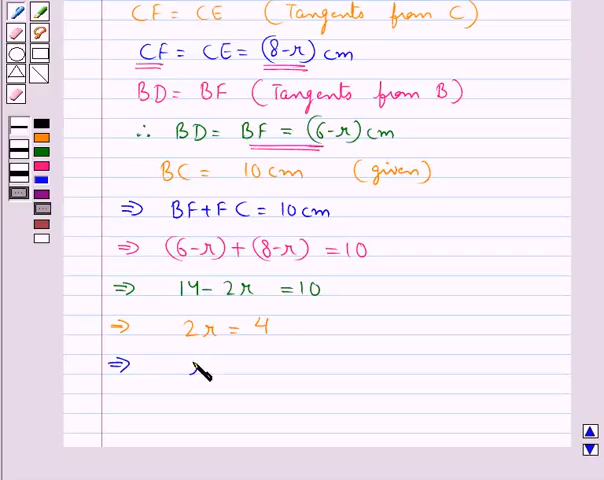 CF = CE (Tangents from C)
CF = CE = (8-r) cm
BD = BF (Tangents from B)
∴ BD = BF = (6-r) cm
BC = 10 cm (given)
⇒ BF + FC = 10 cm
⇒ (6-r) + (8-r) = 10
⇒ 14 - 2r = 10
⇒ 2r = 4
⇒ r